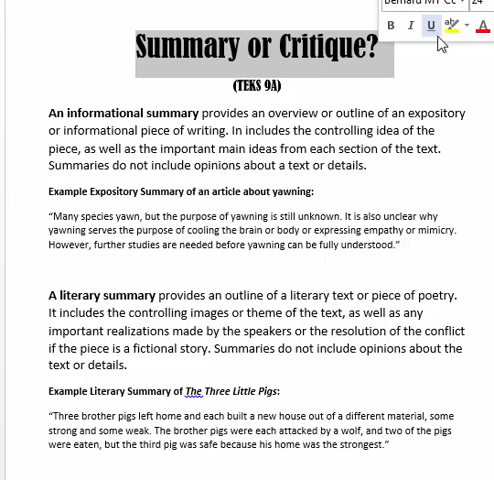 Bernard MT Cc 24
B I U aby A
Summary or Critique?
(TEKS 9A)
An informational summary provides an overview or outline of an expository
or informational piece of writing. In includes the controlling idea of the
piece, as well as the important main ideas from each section of the text.
Summaries do not include opinions about a text or details.
Example Expository Summary of an article about yawning:
“Many species yawn, but the purpose of yawning is still unknown. It is also unclear why
yawning serves the purpose of cooling the brain or body or expressing empathy or mimicry.
However, further studies are needed before yawning can be fully understood.”
A literary summary provides an outline of a literary text or piece of poetry.
It includes the controlling images or theme of the text, as well as any
important realizations made by the speakers or the resolution of the conflict
if the piece is a fictional story. Summaries do not include opinions about the
text or details.
Example Literary Summary of The Three Little Pigs:
“Three brother pigs left home and each built a new house out of a different material, some
strong and some weak. The brother pigs were each attacked by a wolf, and two of the pigs
were eaten, but the third pig was safe because his home was the strongest.”